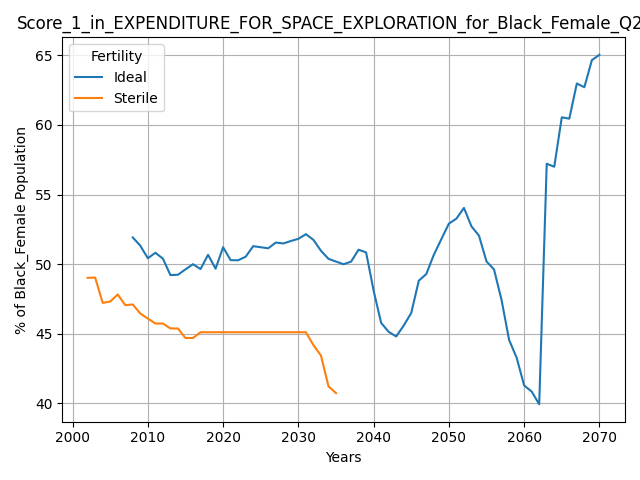 Score_1_in_EXPENDITURE_FOR_SPACE_EXPLORATION_for_Black_Female_Q2
Fertility
Ideal
Sterile
65
60
55
50
45
40
% of Black_Female Population
2000 2010 2020 2030 2040 2050 2060 2070
Years